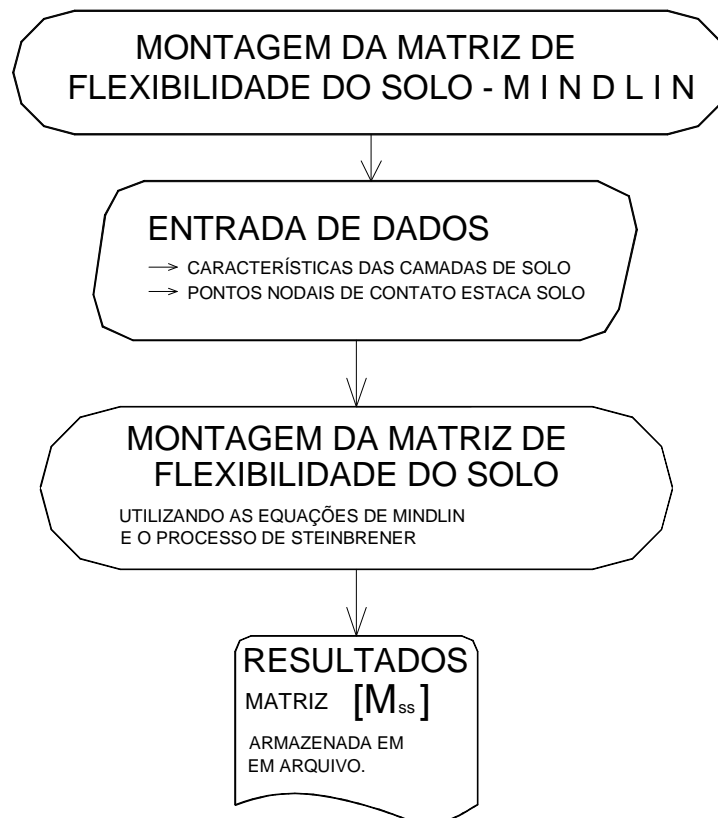 MONTAGEM DA MATRIZ DE
FLEXIBILIDADE DO SOLO - M I N D L I N
ENTRADA DE DADOS
CARACTERÍSTICAS DAS CAMADAS DE SOLO
PONTOS NODAIS DE CONTATO ESTACA SOLO
MONTAGEM DA MATRIZ DE
FLEXIBILIDADE DO SOLO
UTILIZANDO AS EQUAÇÕES DE MINDLIN
E O PROCESSO DE STEINBRENER
RESULTADOS
MATRIZ [Mss]
ARMAZENADA EM
EM ARQUIVO.